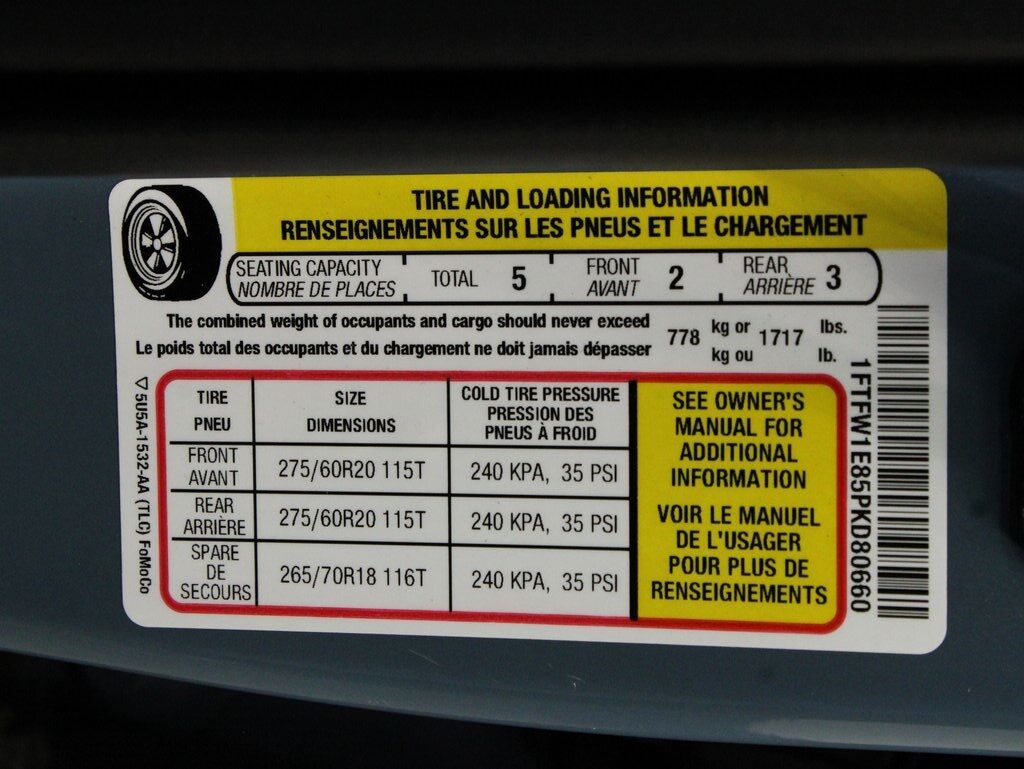 TIRE AND LOADING INFORMATION
RENSEIGNEMENTS SUR LES PNEUS ET LE CHARGEMENT
SEATING CAPACITY
NOMBRE DE PLACES
TOTAL 5
FRONT
AVANT
2
REAR
ARRIÈRE
3
The combined weight of occupants and cargo should never exceed
Le poids total des occupants et du chargement ne doit jamais dépasser
778
kg or
kg ou
1717
lbs.
lb.
TIRE
PNEU
SIZE
DIMENSIONS
COLD TIRE PRESSURE
PRESSION DES
PNEUS À FROID
FRONT
AVANT
275/60R20 115T
240 KPA, 35 PSI
REAR
ARRIÈRE
275/60R20 115T
240 KPA, 35 PSI
SPARE
DE
SECOURS
265/70R18 116T
240 KPA, 35 PSI
SEE OWNER'S
MANUAL FOR
ADDITIONAL
INFORMATION
VOIR LE MANUEL
DE L'USAGER
POUR PLUS DE
RENSEIGNEMENTS
1FTFW1E85PKD80660
▽5U5A-1532-AA (TLC) FoMoCo